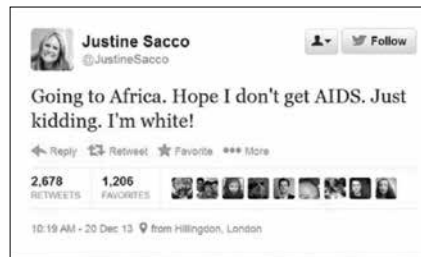 Justine Sacco
@JustineSacco
Follow
Going to Africa. Hope I don't get AIDS. Just
kidding. I'm white!
Reply Retweet Favorite More
2,678 1,206
RETWEETS FAVORITES
10:19 AM - 20 Dec 13 from Hillingdon, London